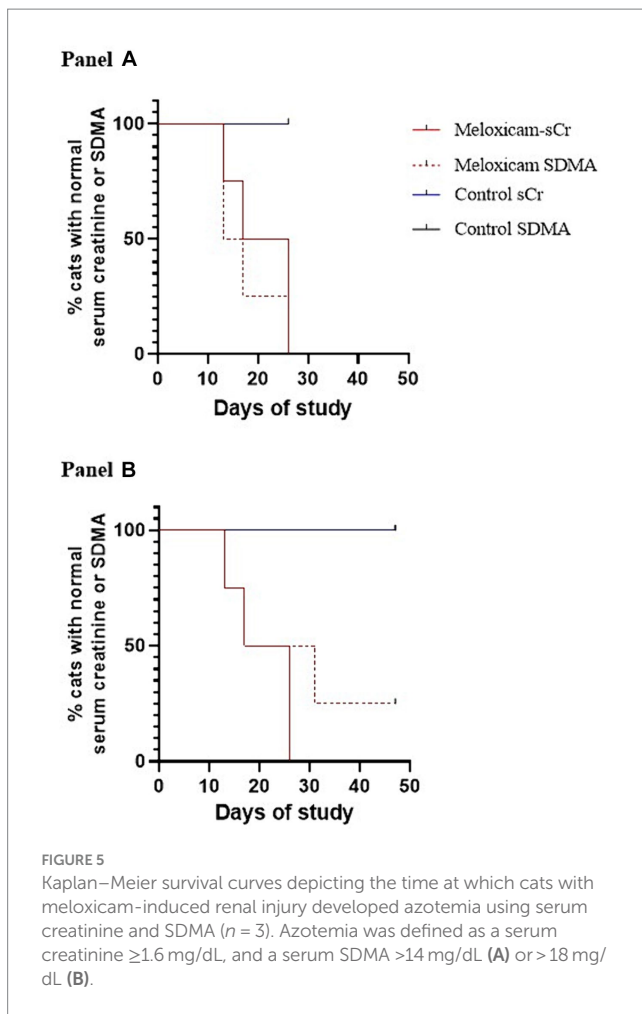 Panel A
% cats with normal
serum creatinine or SDMA
100
50
0
0 10 20 30 40 50
Days of study
Meloxicam-sCr
Meloxicam SDMA
Control sCr
Control SDMA
Panel B
% cats with normal
serum creatinine or SDMA
100
50
0
0 10 20 30 40 50
Days of study
FIGURE 5
Kaplan–Meier survival curves depicting the time at which cats with
meloxicam-induced renal injury developed azotemia using serum
creatinine and SDMA (n = 3). Azotemia was defined as a serum
creatinine ≥1.6 mg/dL, and a serum SDMA >14 mg/dL (A) or > 18 mg/
dL (B).